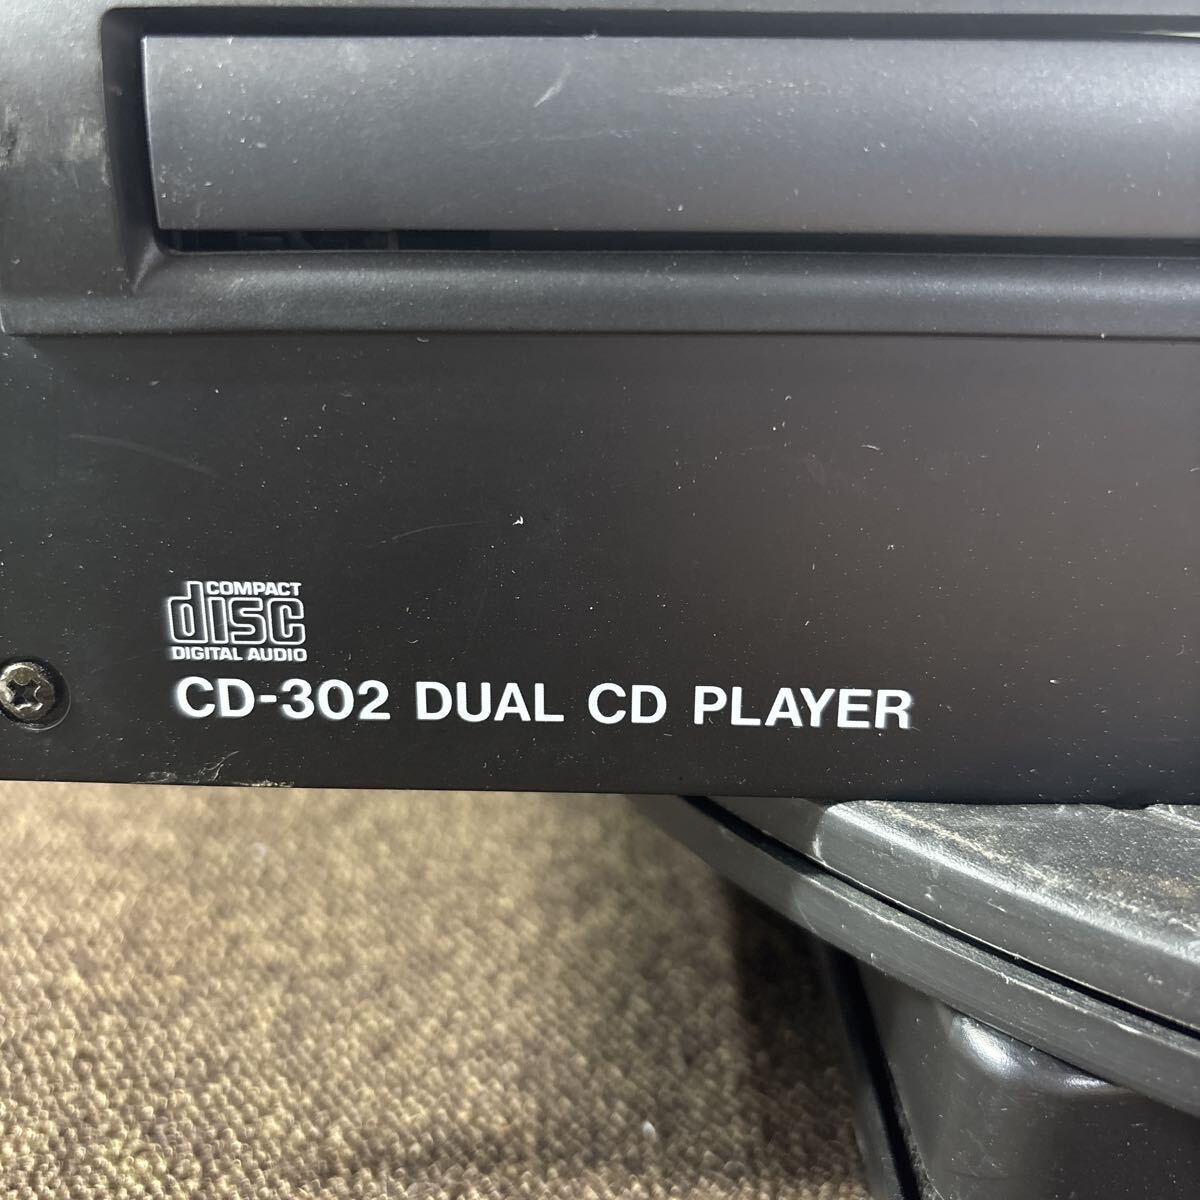 COMPACT
disc
DIGITAL AUDIO
CD-302 DUAL CD PLAYER